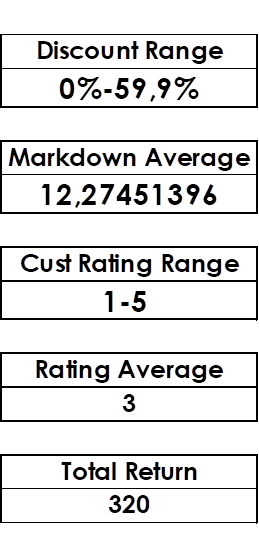 Discount Range
0%-59,9%
Markdown Average
12,27451396
Cust Rating Range
1-5
Rating Average
3
Total Return
320